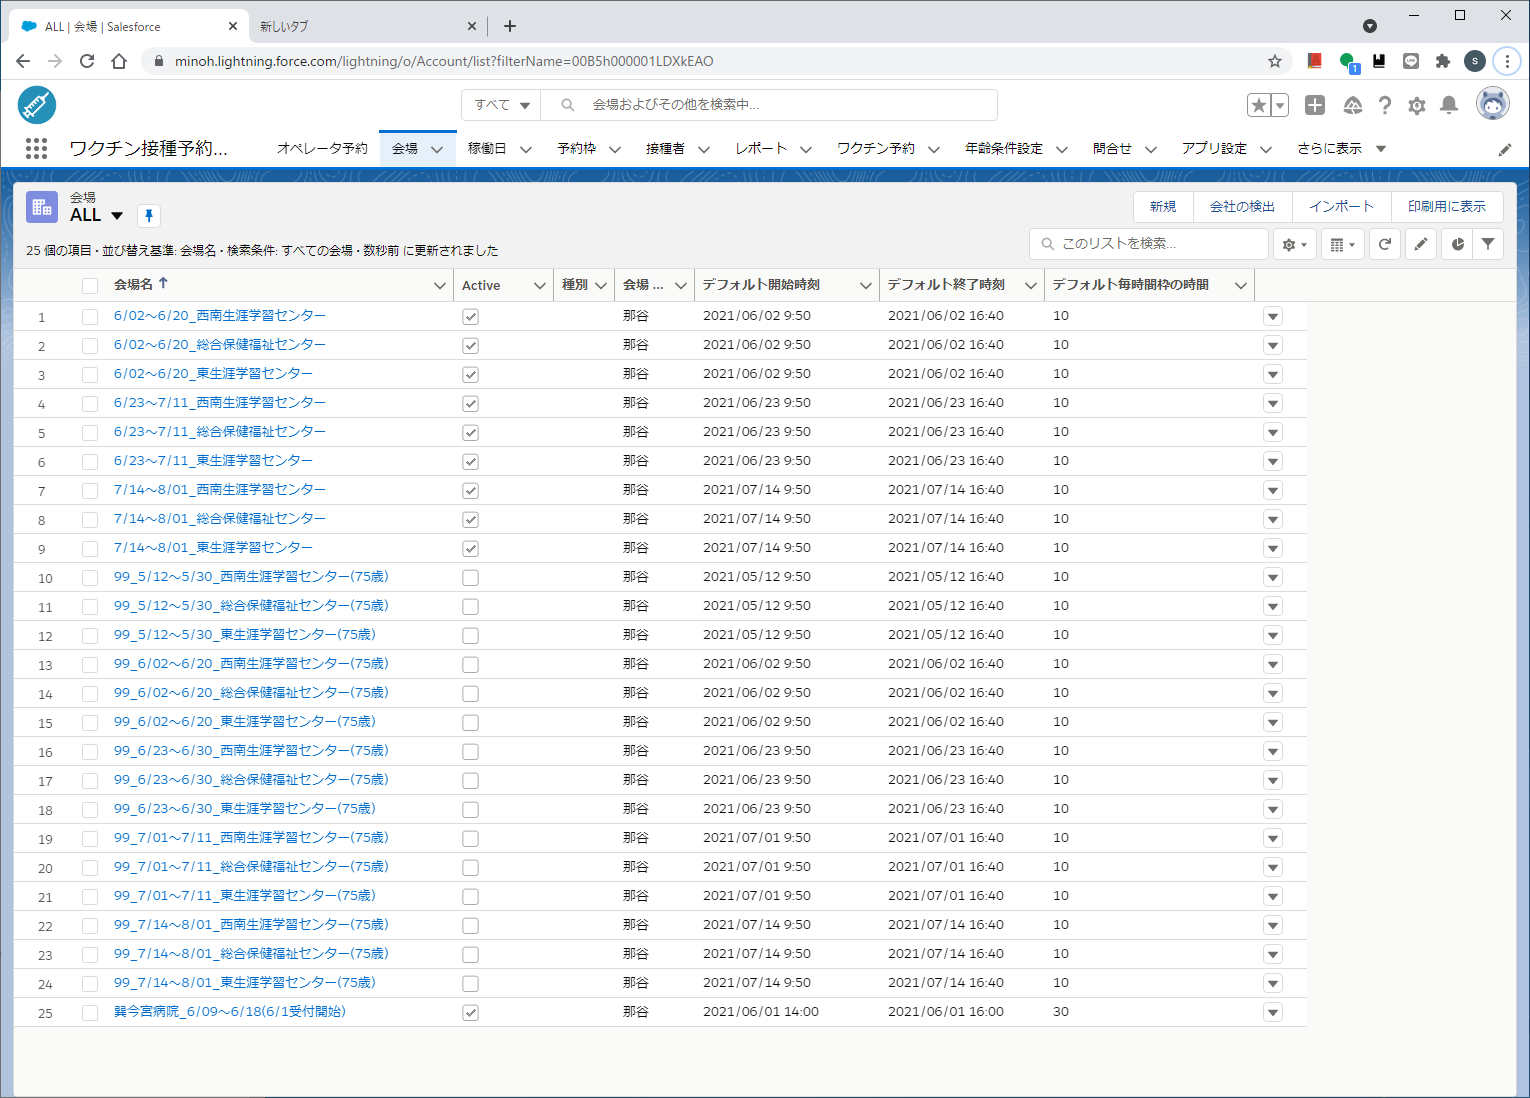 ALL | 会場 | Salesforce
新しいタブ
minoh.lightning.force.com/lightning/o/Account/list?filterName=00B5h000001LDXkEAO
1
S
すべて
会場およびその他を検索中...
ワクチン接種予約...
オペレータ予約
会場
稼働日
予約枠
接種者
レポート
ワクチン予約
年齢条件設定
問合せ
アプリ設定
さらに表示
会場
ALL
新規
会社の検出
インポート
印刷用に表示
25 個の項目・並び替え基準: 会場名・検索条件: すべての会場・数秒前 に更新されました
このリストを検索...
会場名 Active 種別 会場 ... デフォルト開始時刻 デフォルト終了時刻 デフォルト毎時間枠の時間
1 6/02～6/20_西南生涯学習センター 那谷 2021/06/02 9:50 2021/06/02 16:40 10
2 6/02～6/20_総合保健福祉センター 那谷 2021/06/02 9:50 2021/06/02 16:40 10
3 6/02～6/20_東生涯学習センター 那谷 2021/06/02 9:50 2021/06/02 16:40 10
4 6/23～7/11_西南生涯学習センター 那谷 2021/06/23 9:50 2021/06/23 16:40 10
5 6/23～7/11_総合保健福祉センター 那谷 2021/06/23 9:50 2021/06/23 16:40 10
6 6/23～7/11_東生涯学習センター 那谷 2021/06/23 9:50 2021/06/23 16:40 10
7 7/14～8/01_西南生涯学習センター 那谷 2021/07/14 9:50 2021/07/14 16:40 10
8 7/14～8/01_総合保健福祉センター 那谷 2021/07/14 9:50 2021/07/14 16:40 10
9 7/14～8/01_東生涯学習センター 那谷 2021/07/14 9:50 2021/07/14 16:40 10
10 99_5/12～5/30_西南生涯学習センター(75歳) 那谷 2021/05/12 9:50 2021/05/12 16:40 10
11 99_5/12～5/30_総合保健福祉センター(75歳) 那谷 2021/05/12 9:50 2021/05/12 16:40 10
12 99_5/12～5/30_東生涯学習センター(75歳) 那谷 2021/05/12 9:50 2021/05/12 16:40 10
13 99_6/02～6/20_西南生涯学習センター(75歳) 那谷 2021/06/02 9:50 2021/06/02 16:40 10
14 99_6/02～6/20_総合保健福祉センター(75歳) 那谷 2021/06/02 9:50 2021/06/02 16:40 10
15 99_6/02～6/20_東生涯学習センター(75歳) 那谷 2021/06/02 9:50 2021/06/02 16:40 10
16 99_6/23～6/30_西南生涯学習センター(75歳) 那谷 2021/06/23 9:50 2021/06/23 16:40 10
17 99_6/23～6/30_総合保健福祉センター(75歳) 那谷 2021/06/23 9:50 2021/06/23 16:40 10
18 99_6/23～6/30_東生涯学習センター(75歳) 那谷 2021/06/23 9:50 2021/06/23 16:40 10
19 99_7/01～7/11_西南生涯学習センター(75歳) 那谷 2021/07/01 9:50 2021/07/01 16:40 10
20 99_7/01～7/11_総合保健福祉センター(75歳) 那谷 2021/07/01 9:50 2021/07/01 16:40 10
21 99_7/01～7/11_東生涯学習センター(75歳) 那谷 2021/07/01 9:50 2021/07/01 16:40 10
22 99_7/14～8/01_西南生涯学習センター(75歳) 那谷 2021/07/14 9:50 2021/07/14 16:40 10
23 99_7/14～8/01_総合保健福祉センター(75歳) 那谷 2021/07/14 9:50 2021/07/14 16:40 10
24 99_7/14～8/01_東生涯学習センター(75歳) 那谷 2021/07/14 9:50 2021/07/14 16:40 10
25 巽今宮病院_6/09～6/18(6/1受付開始) 那谷 2021/06/01 14:00 2021/06/01 16:00 30